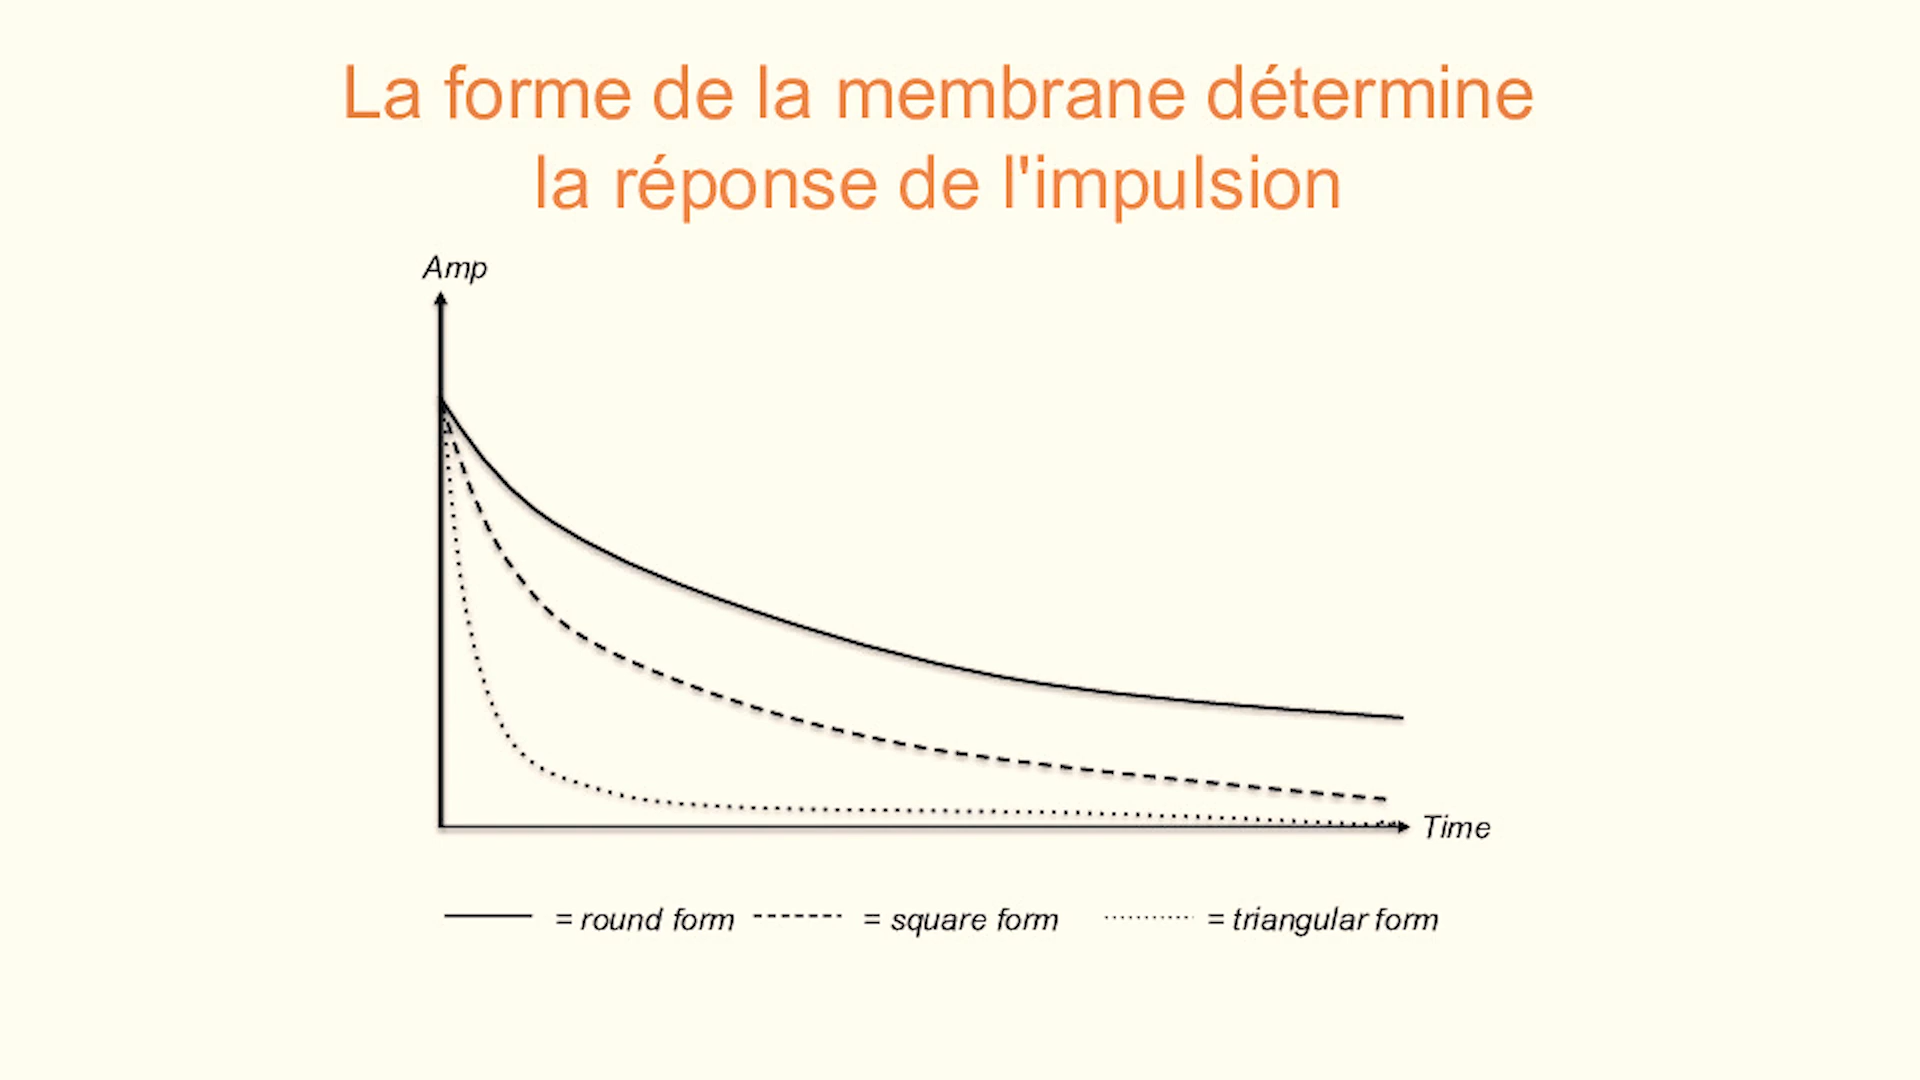 La forme de la membrane détermine
la réponse de l'impulsion
Amp
Time
= round form = square form = triangular form